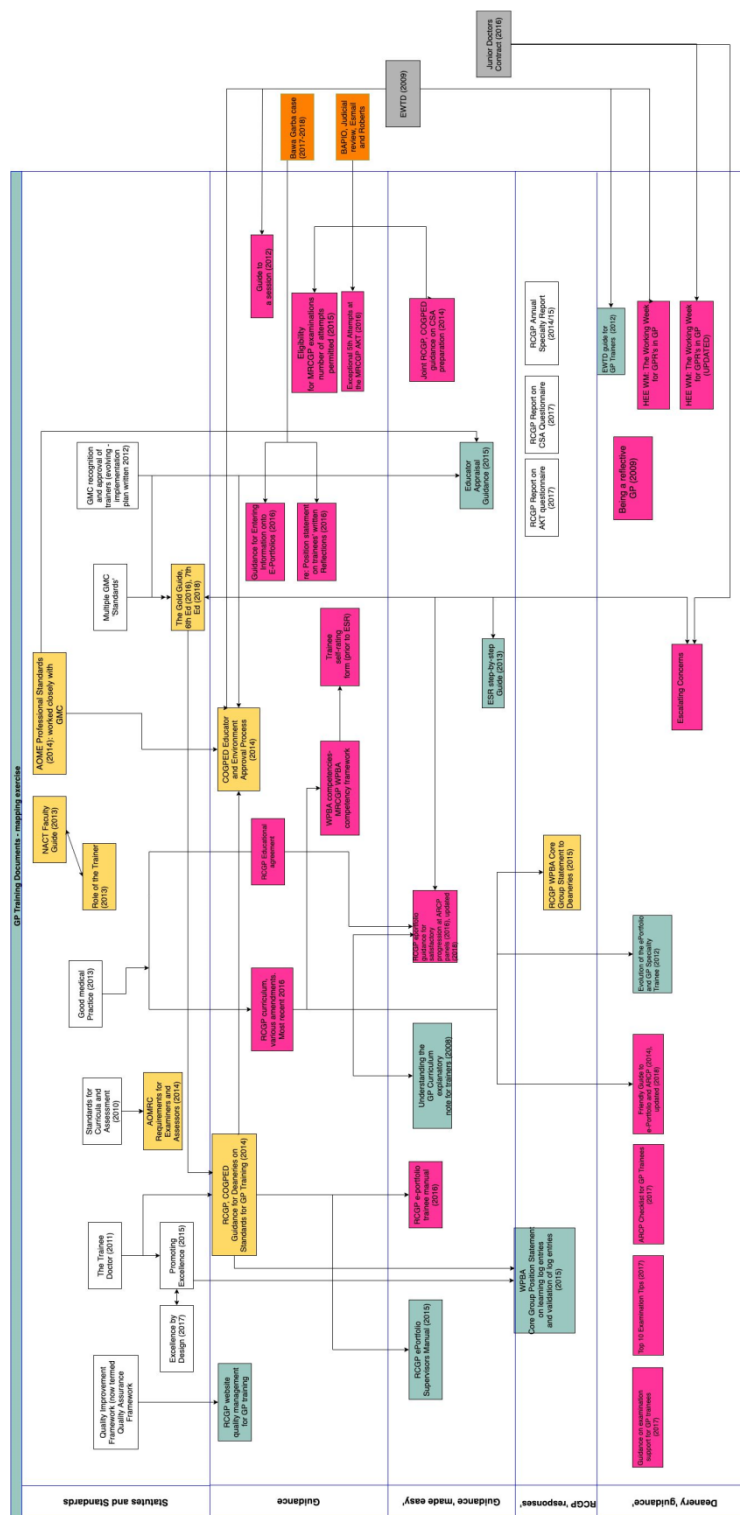 GP Training Documents - mapping exercise
Statutes and Standards
Quality Improvement
Framework (now termed
Quality Assurance
Framework
The Trainee
Doctor (2011)
Excellence by
Design (2017)
Promoting
Excellence (2015)
Standards for
Curricula and
Assessment
(2010)
AOMRC
Requirements for
Examiners and
Assessors (2014)
Good medical
Practice (2013)
NACT Faculty
Guide (2013)
Role of the Trainer
(2013)
AOME Professional Standards
(2014): worked closely with
GMC
Multiple GMC
'Standards'
The Gold Guide,
6th Ed (2016), 7th
Ed (2018)
GMC recognition
and approval of
trainers (evolving -
implementation
plan written 2012)
Guidance
RCGP website
quality management
for GP training
RCGP, COGPED
Guidance for Deaneries on
Standards for GP Training (2014)
RCGP curriculum,
various amendments.
Most recent 2016
RCGP Educational
agreement
COGPED Educator
and Environment
Approval Process
(2014)
WPBA competencies-
MRCGP WPBA
competency framework
Trainee
self-rating
form (prior to ESR)
Guidance for Entering
Information onto
E-Portfolios (2016)
re: Position statement
on trainees' written
Reflections (2016)
Guide to
a session (2012)
Eligibility
for MRCGP examinations
number of attempts
permitted (2015)
Exceptional 5th Attempts at
the MRCGP AKT (2016)
Bawa Garba case
(2017-2018)
BAPIO, Judicial
review, Esmail
and Roberts
EWTD (2009)
Junior Doctors
Contract (2016)
Guidance 'made easy'
RCGP ePortfolio
Supervisors Manual (2015)
RCGP e-portfolio
trainee manual
(2016)
Understanding the
GP Curriculum
explanatory
note for trainers (2008)
RCGP eportfolio
guidance for
satisfactory
progression at ARCP
panels (2016), updated
(2018)
ESR step-by-step
Guide (2013)
Educator
Appraisal
Guidance (2015)
Joint RCGP, COGPED
guidance on CSA
preparation (2014)
RCGP 'responses'
WPBA
Core Group Position Statement
on learning log entries
and validation of log entries
(2015)
RCGP WPBA Core
Group Statement to
Deaneries (2015)
RCGP Report on
AKT questionnaire
(2017)
RCGP Report on
CSA Questionnaire
(2017)
RCGP Annual
Specialty Report
(2014/15)
Deanery 'guidance'
Guidance on examination
support for GP trainees
(2017)
Top 10 Examination Tips (2017)
ARCP Checklist for GP Trainees
(2017)
Friendly Guide to
e-Portfolio and ARCP (2014),
updated (2018)
Evolution of the ePortfolio
and GP Specialty
Trainee (2012)
Escalating Concerns
Being a reflective
GP (2009)
EWTD guide for
GP Trainers (2012)
HEE WM: The Working Week
for GPR's in GP
HEE WM: The Working Week
for GPR's in GP
(UPDATED)